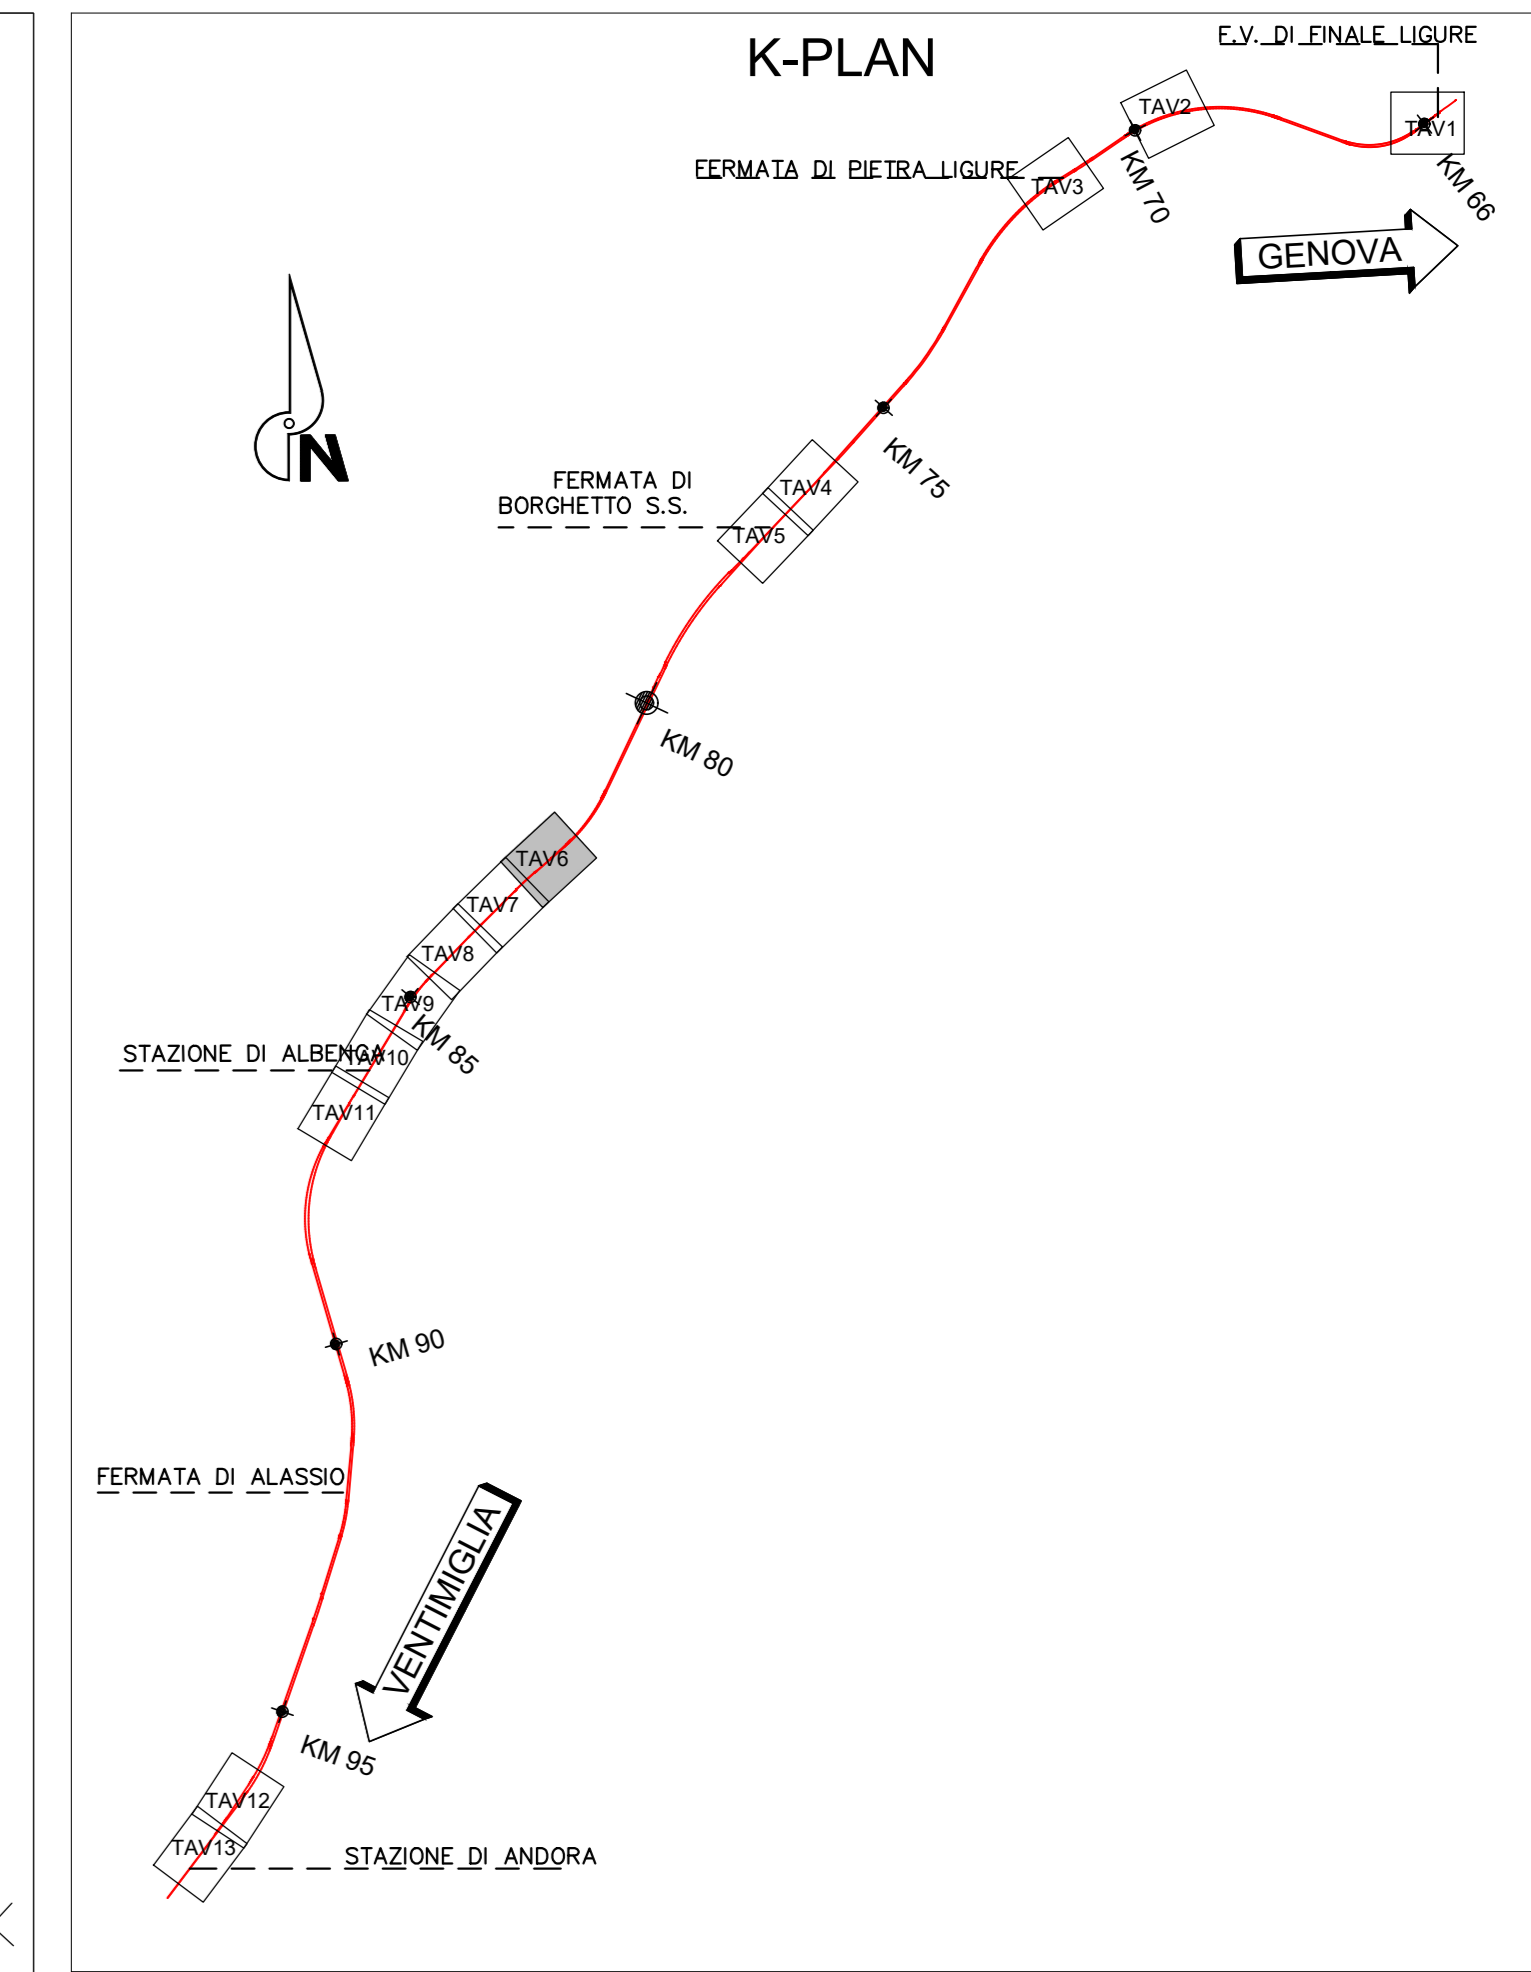 K-PLAN
F.V. DI FINALE LIGURE
TAV2
TAV1
FERMATA DI PIETRA LIGURE
TAV3
KM 70
KM 66
GENOVA
N
KM 75
FERMATA DI
BORGHETTO S.S.
TAV4
TAV5
KM 80
TAV6
TAV7
TAV8
TAV9
KM 85
STAZIONE DI ALBENGA
TAV10
TAV11
KM 90
FERMATA DI ALASSIO
VENTIMIGLIA
KM 95
TAV12
TAV13
STAZIONE DI ANDORA